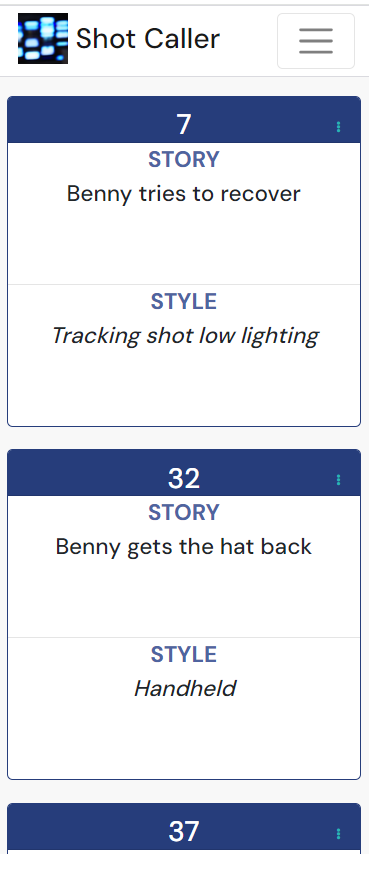 Shot Caller
7
STORY
Benny tries to recover
STYLE
Tracking shot low lighting
32
STORY
Benny gets the hat back
STYLE
Handheld
37